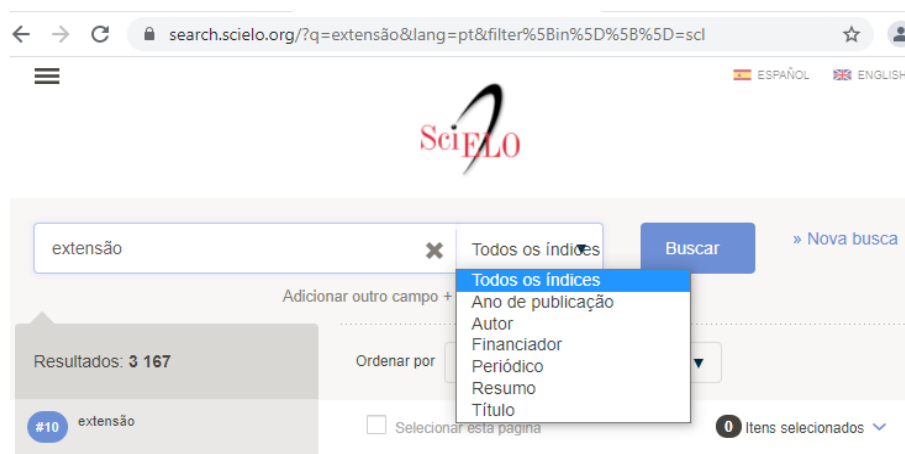 search.scielo.org/?q=extensão&lang=pt&filter%5Bin%5D%5B%5D=scl
ESPAÑOL ENGLISH
SciELO
extensão Todos os índices Buscar » Nova busca
Todos os índices
Adicionar outro campo +
Ano de publicação
Autor
Financiador
Resultados: 3 167 Ordenar por
Periódico
Resumo
Título
#10 extensão Selecionar esta página 0 Itens selecionados